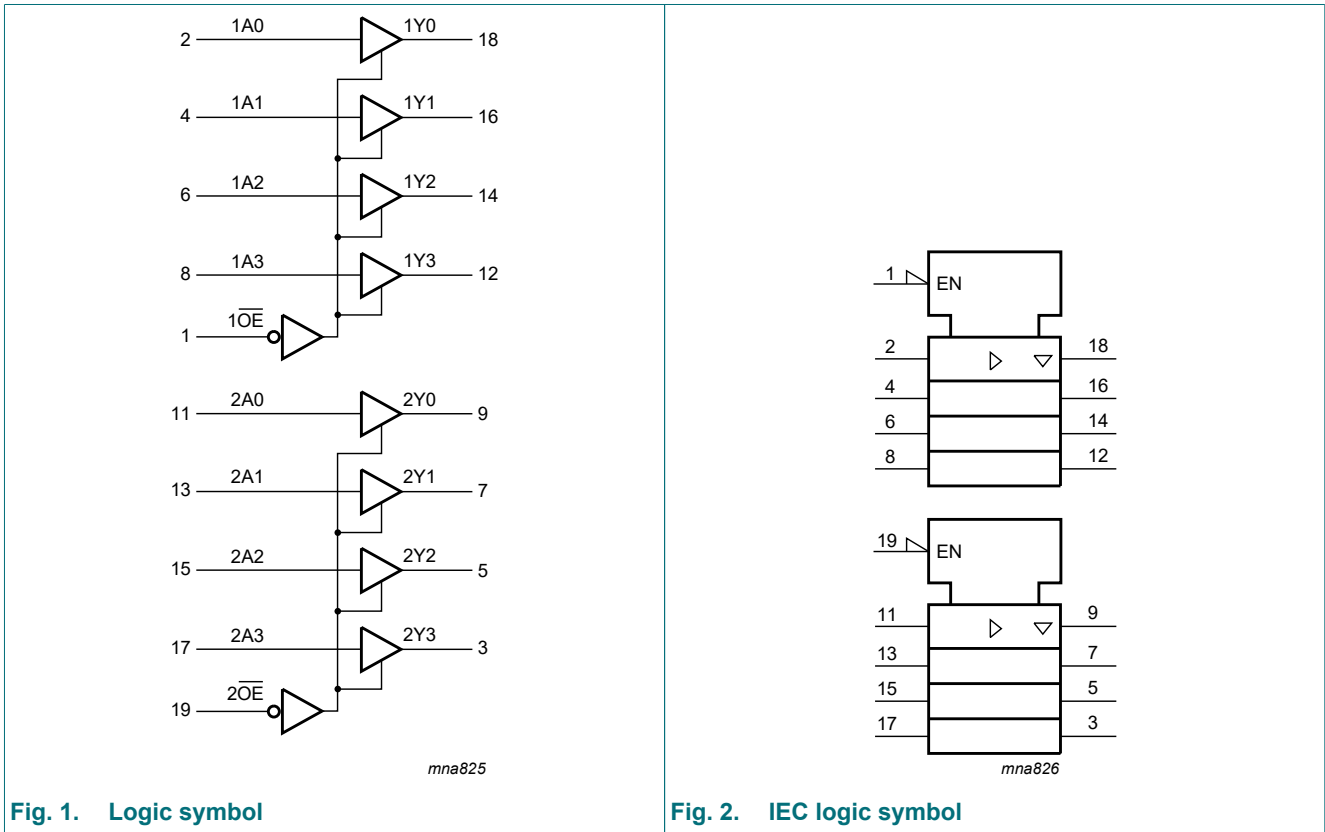 2 1A0 1Y0 18
4 1A1 1Y1 16
6 1A2 1Y2 14
8 1A3 1Y3 12
1 1O̅E̅
11 2A0 2Y0 9
13 2A1 2Y1 7
15 2A2 2Y2 5
17 2A3 2Y3 3
19 2O̅E̅
mna825
Fig. 1. Logic symbol
1 EN
2 18
4 16
6 14
8 12
19 EN
11 9
13 7
15 5
17 3
mna826
Fig. 2. IEC logic symbol